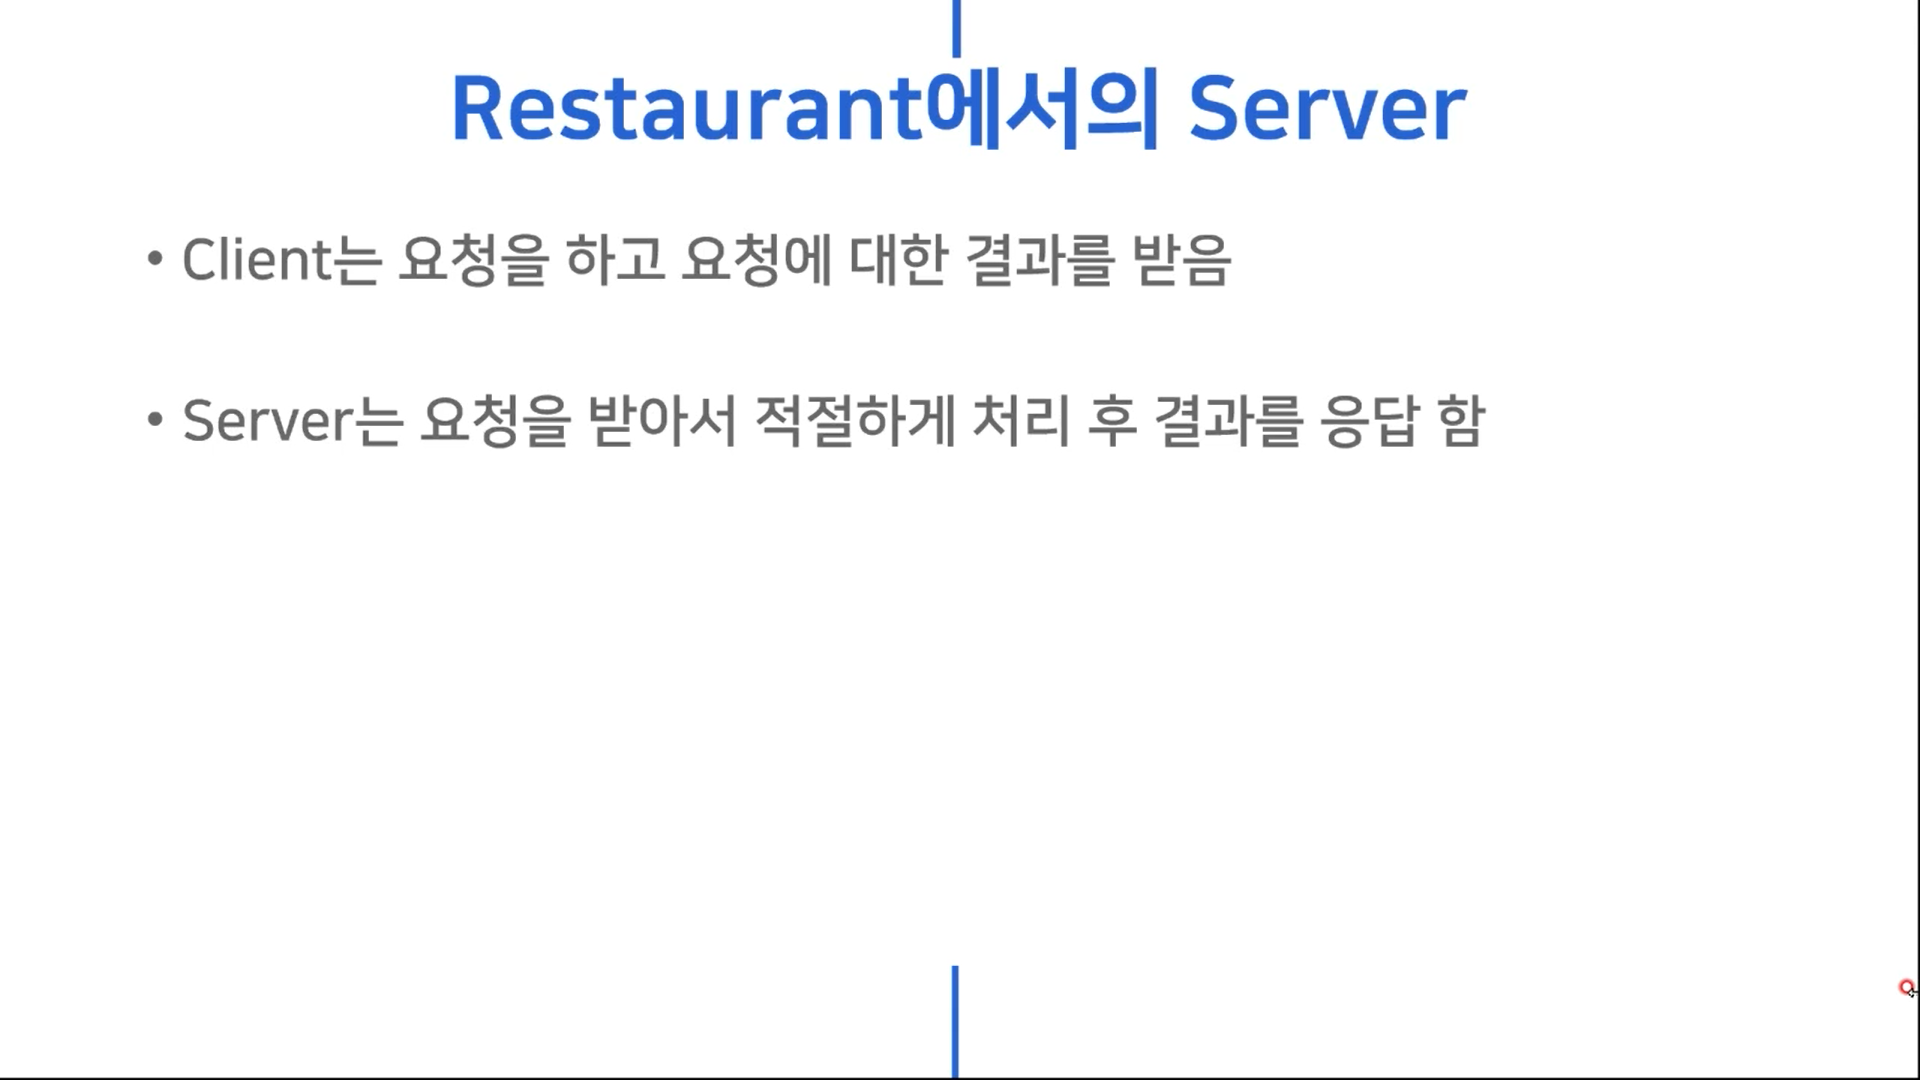 Restaurant에서의 Server
• Client는 요청을 하고 요청에 대한 결과를 받음
• Server는 요청을 받아서 적절하게 처리 후 결과를 응답 함